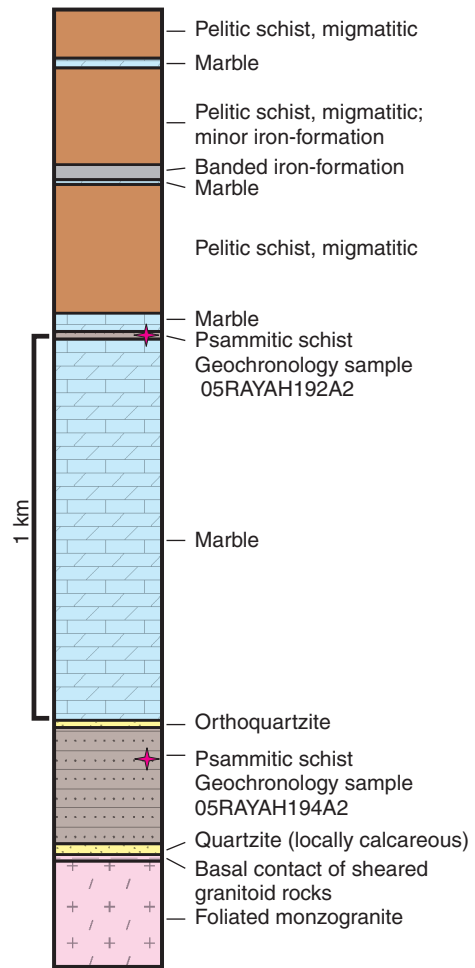 Pelitic schist, migmatitic
Marble
Pelitic schist, migmatitic;
minor iron-formation
Banded iron-formation
Marble
Pelitic schist, migmatitic
Marble
Psammitic schist
Geochronology sample
05RAYAH192A2
1 km
Marble
Orthoquartzite
Psammitic schist
Geochronology sample
05RAYAH194A2
Quartzite (locally calcareous)
Basal contact of sheared
granitoid rocks
Foliated monzogranite